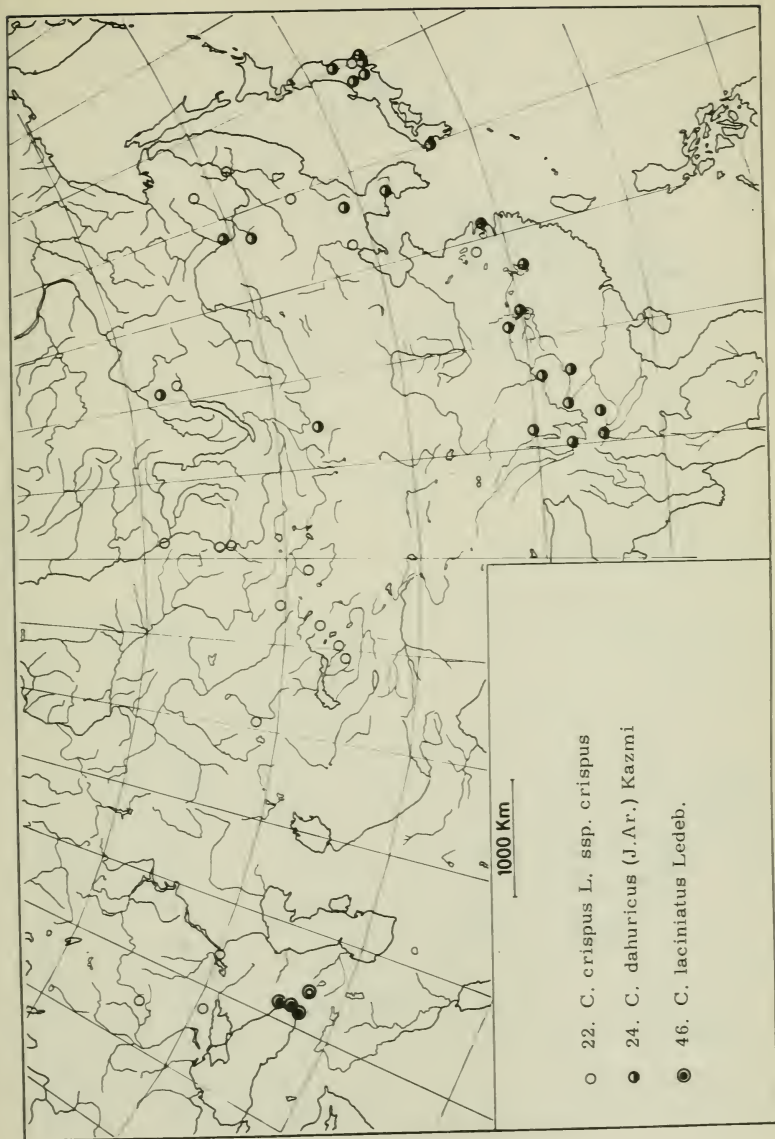 1000 Km
22. C. crispus L. ssp. crispus
24. C. dahuricus (J.Ar.) Kazmi
46. C. laciniatus Ledeb.